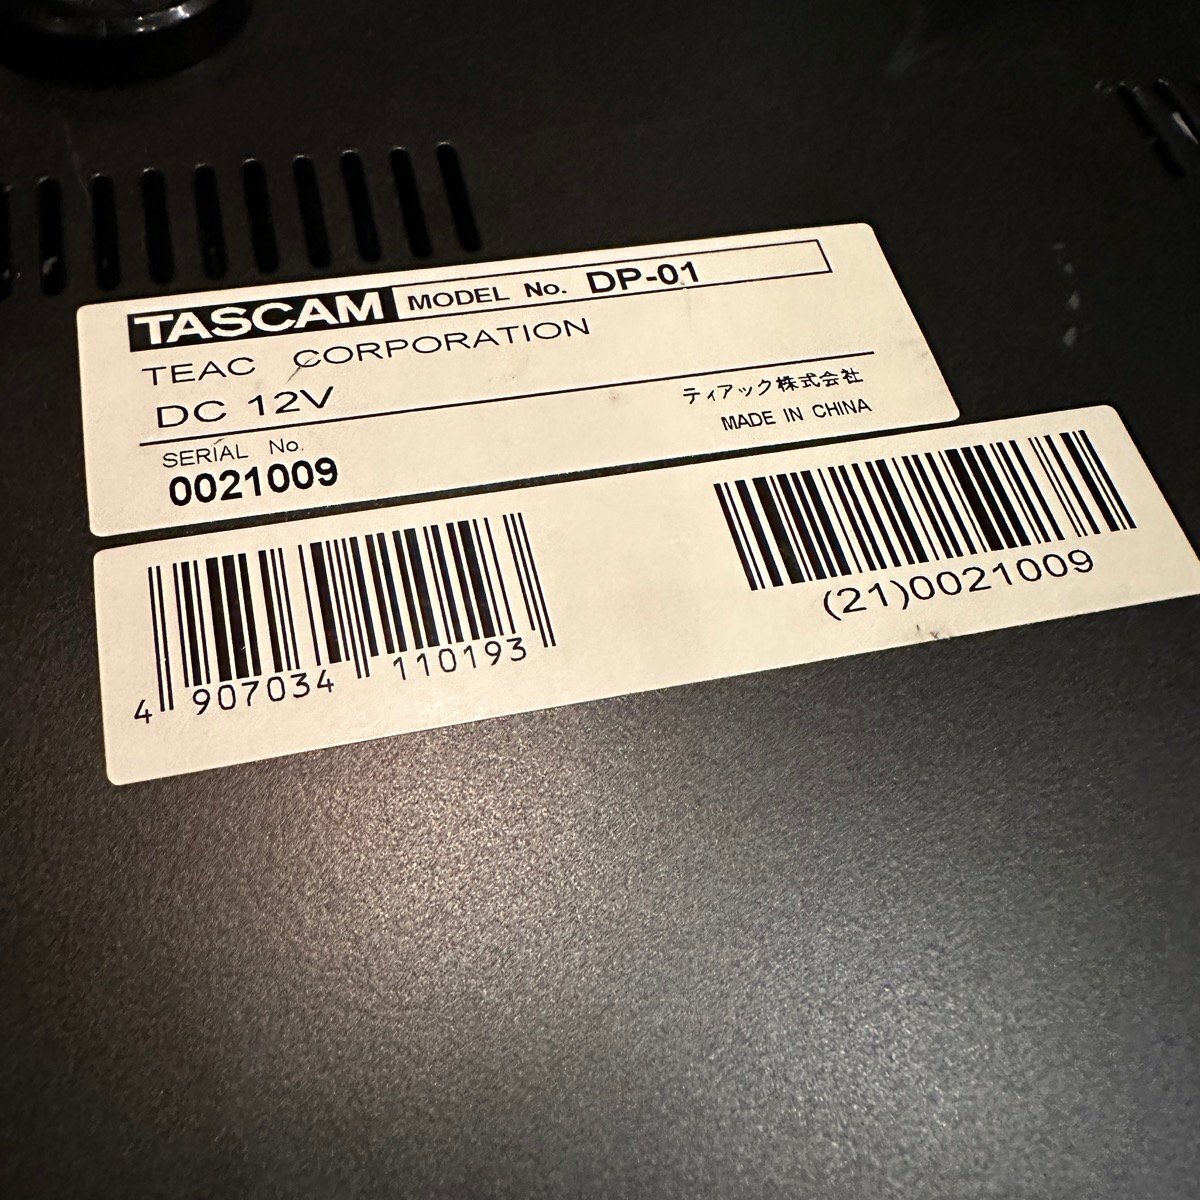 TASCAM MODEL No. DP-01
TEAC CORPORATION
DC 12V
ティアック株式会社
SERIAL No.
MADE IN CHINA
0021009
4 907034 110193
(21)0021009